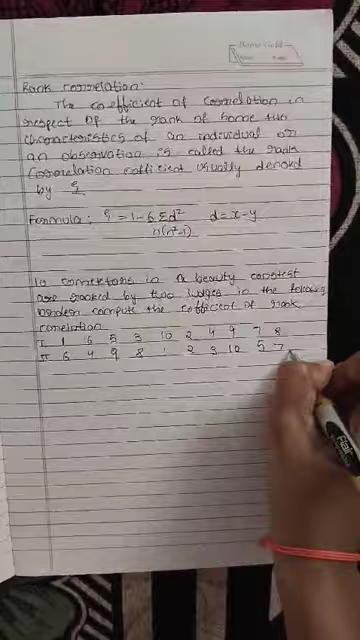 Rank correlation:
The coefficient of correlation in
respect of the rank of some two
characteristics of an individual or
an observation is called the rank
Correlation coefficient usually denoted
by ϱ
Formula: ϱ = 1 - 6 Σd² / n(n²-1) d = x - y
10 competitors in a beauty contest
are ranked by two judges in the following
compute the coefficient of rank
correlation
I 1 6 5 3 10 2 4 9 7 8
II 6 4 9 8 1 2 3 10 5 7